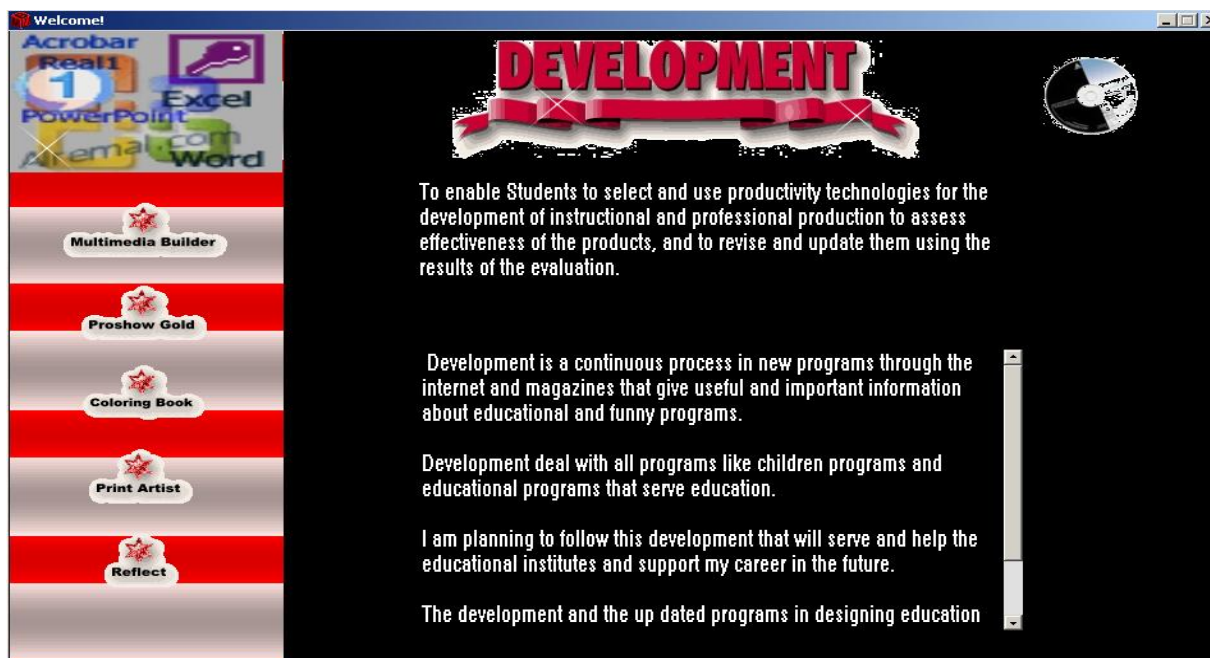 Welcome!
Acrobar
Real1
1
Excel
PowerPoint
Alremal.com
Word
DEVELOPMENT
Multimedia Builder
Proshow Gold
Coloring Book
Print Artist
Reflect
To enable Students to select and use productivity technologies for the
development of instructional and professional production to assess
effectiveness of the products, and to revise and update them using the
results of the evaluation.
Development is a continuous process in new programs through the
internet and magazines that give useful and important information
about educational and funny programs.
Development deal with all programs like children programs and
educational programs that serve education.
I am planning to follow this development that will serve and help the
educational institutes and support my career in the future.
The development and the up dated programs in designing education